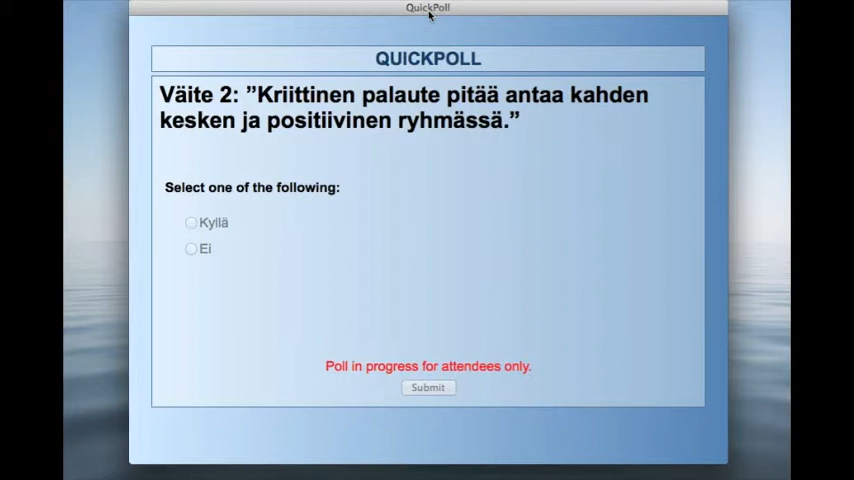 QuickPoll
QUICKPOLL
Väite 2: ”Kriittinen palaute pitää antaa kahden
kesken ja positiivinen ryhmässä.”
Select one of the following:
Kyllä
Ei
Poll in progress for attendees only.
Submit